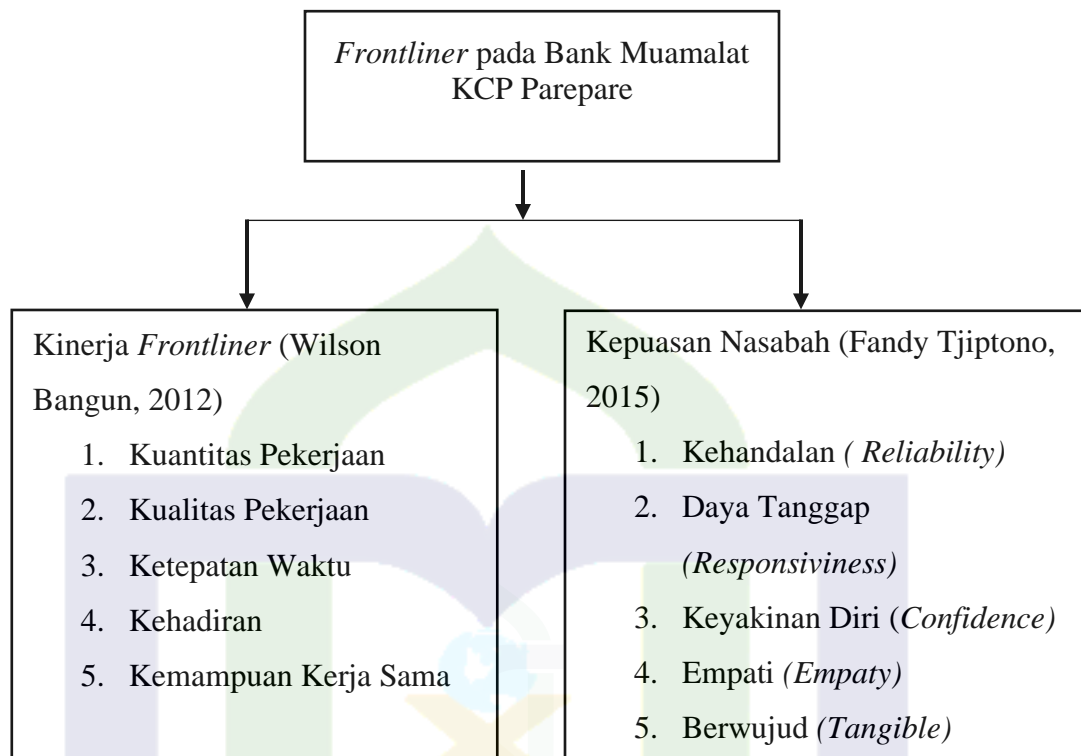 Frontliner pada Bank Muamalat
KCP Parepare
Kinerja Frontliner (Wilson
Bangun, 2012)
1. Kuantitas Pekerjaan
2. Kualitas Pekerjaan
3. Ketepatan Waktu
4. Kehadiran
5. Kemampuan Kerja Sama
Kepuasan Nasabah (Fandy Tjiptono,
2015)
1. Kehandalan ( Reliability)
2. Daya Tanggap
(Responsiviness)
3. Keyakinan Diri (Confidence)
4. Empati (Empaty)
5. Berwujud (Tangible)